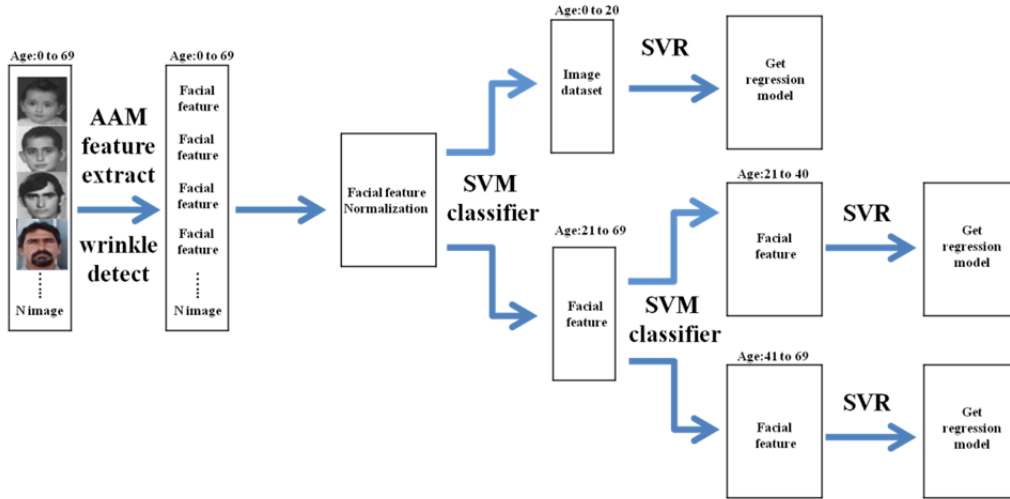 Age:0 to 69
N image
AAM
feature
extract
wrinkle
detect
Age:0 to 69
Facial
feature
Facial
feature
Facial
feature
Facial
feature
N image
Facial feature
Normalization
SVM
classifier
Age:0 to 20
Image
dataset
SVR
Get
regression
model
Age:21 to 69
Facial
feature
SVM
classifier
Age:21 to 40
Facial
feature
SVR
Get
regression
model
Age:41 to 69
Facial
feature
SVR
Get
regression
model